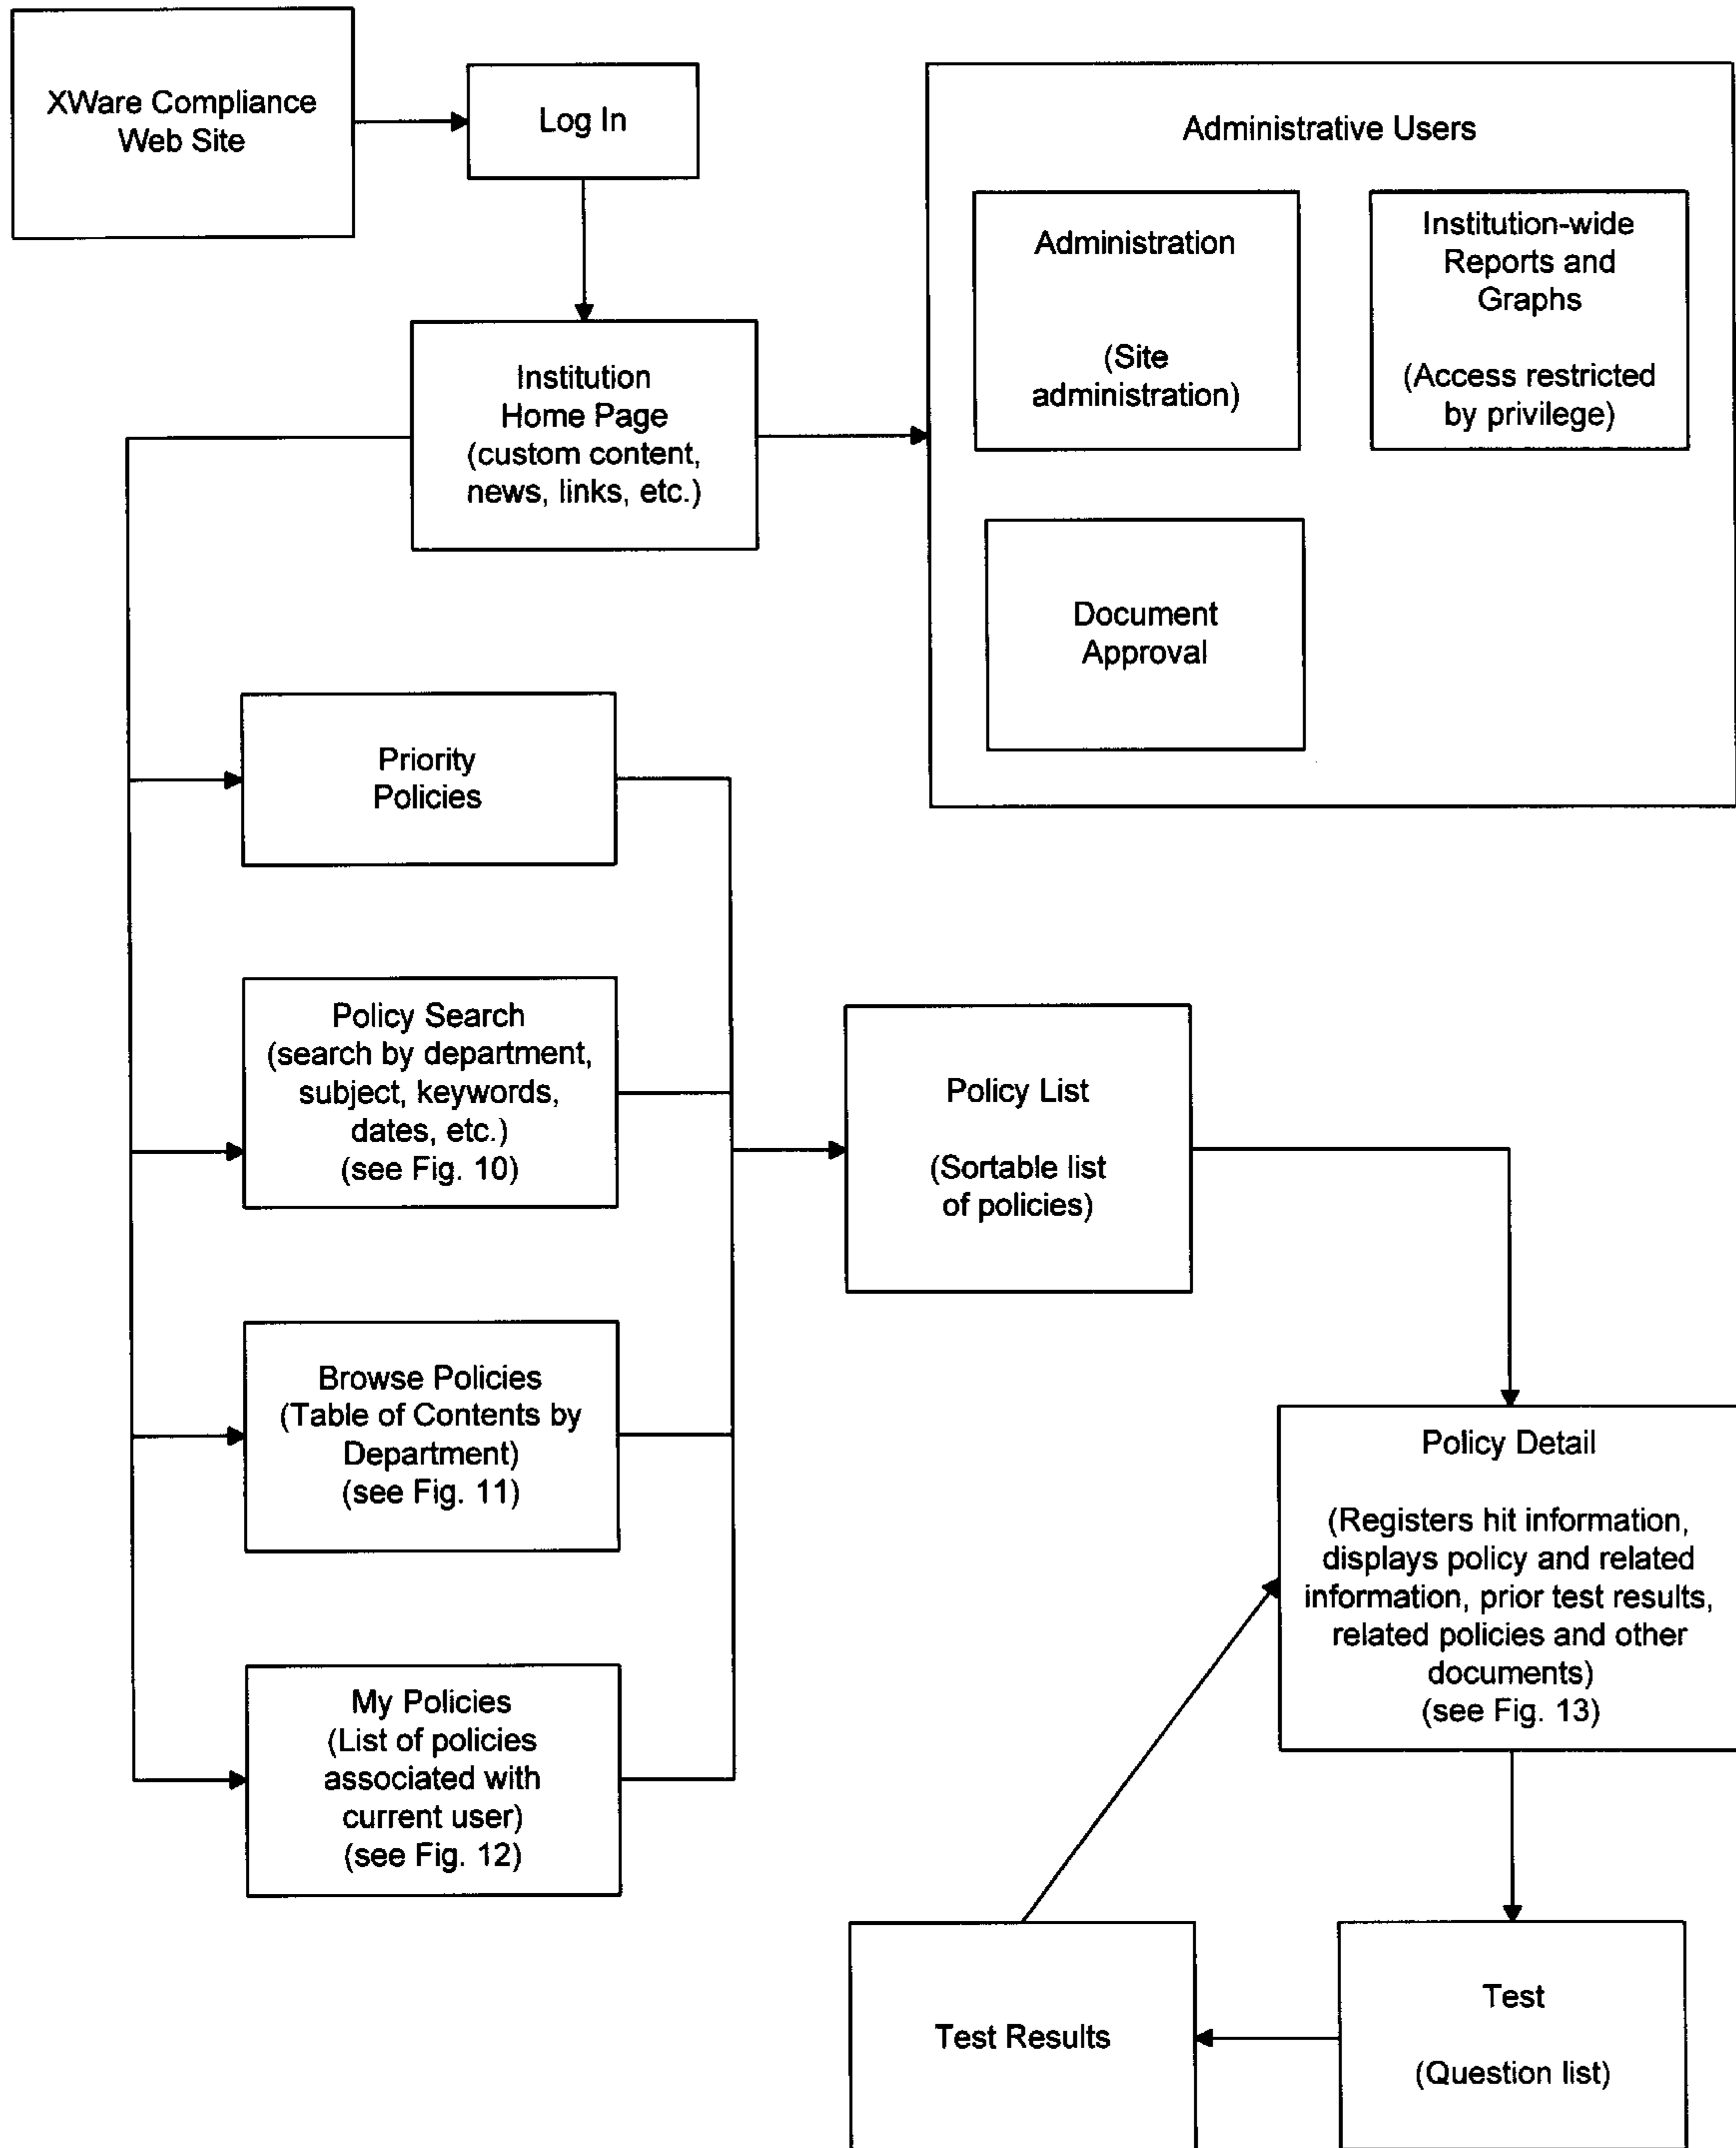 XWare Compliance
Web Site
Log In
Administrative Users
Administration
(Site
administration)
Institution-wide
Reports and
Graphs
(Access restricted
by privilege)
Institution
Home Page
(custom content,
news, links, etc.)
Document
Approval
Priority
Policies
Policy Search
(search by department,
subject, keywords,
dates, etc.)
(see Fig. 10)
Policy List
(Sortable list
of policies)
Browse Policies
(Table of Contents by
Department)
(see Fig. 11)
Policy Detail
(Registers hit information,
displays policy and related
information, prior test results,
related policies and other
documents)
(see Fig. 13)
My Policies
(List of policies
associated with
current user)
(see Fig. 12)
Test Results
Test
(Question list)